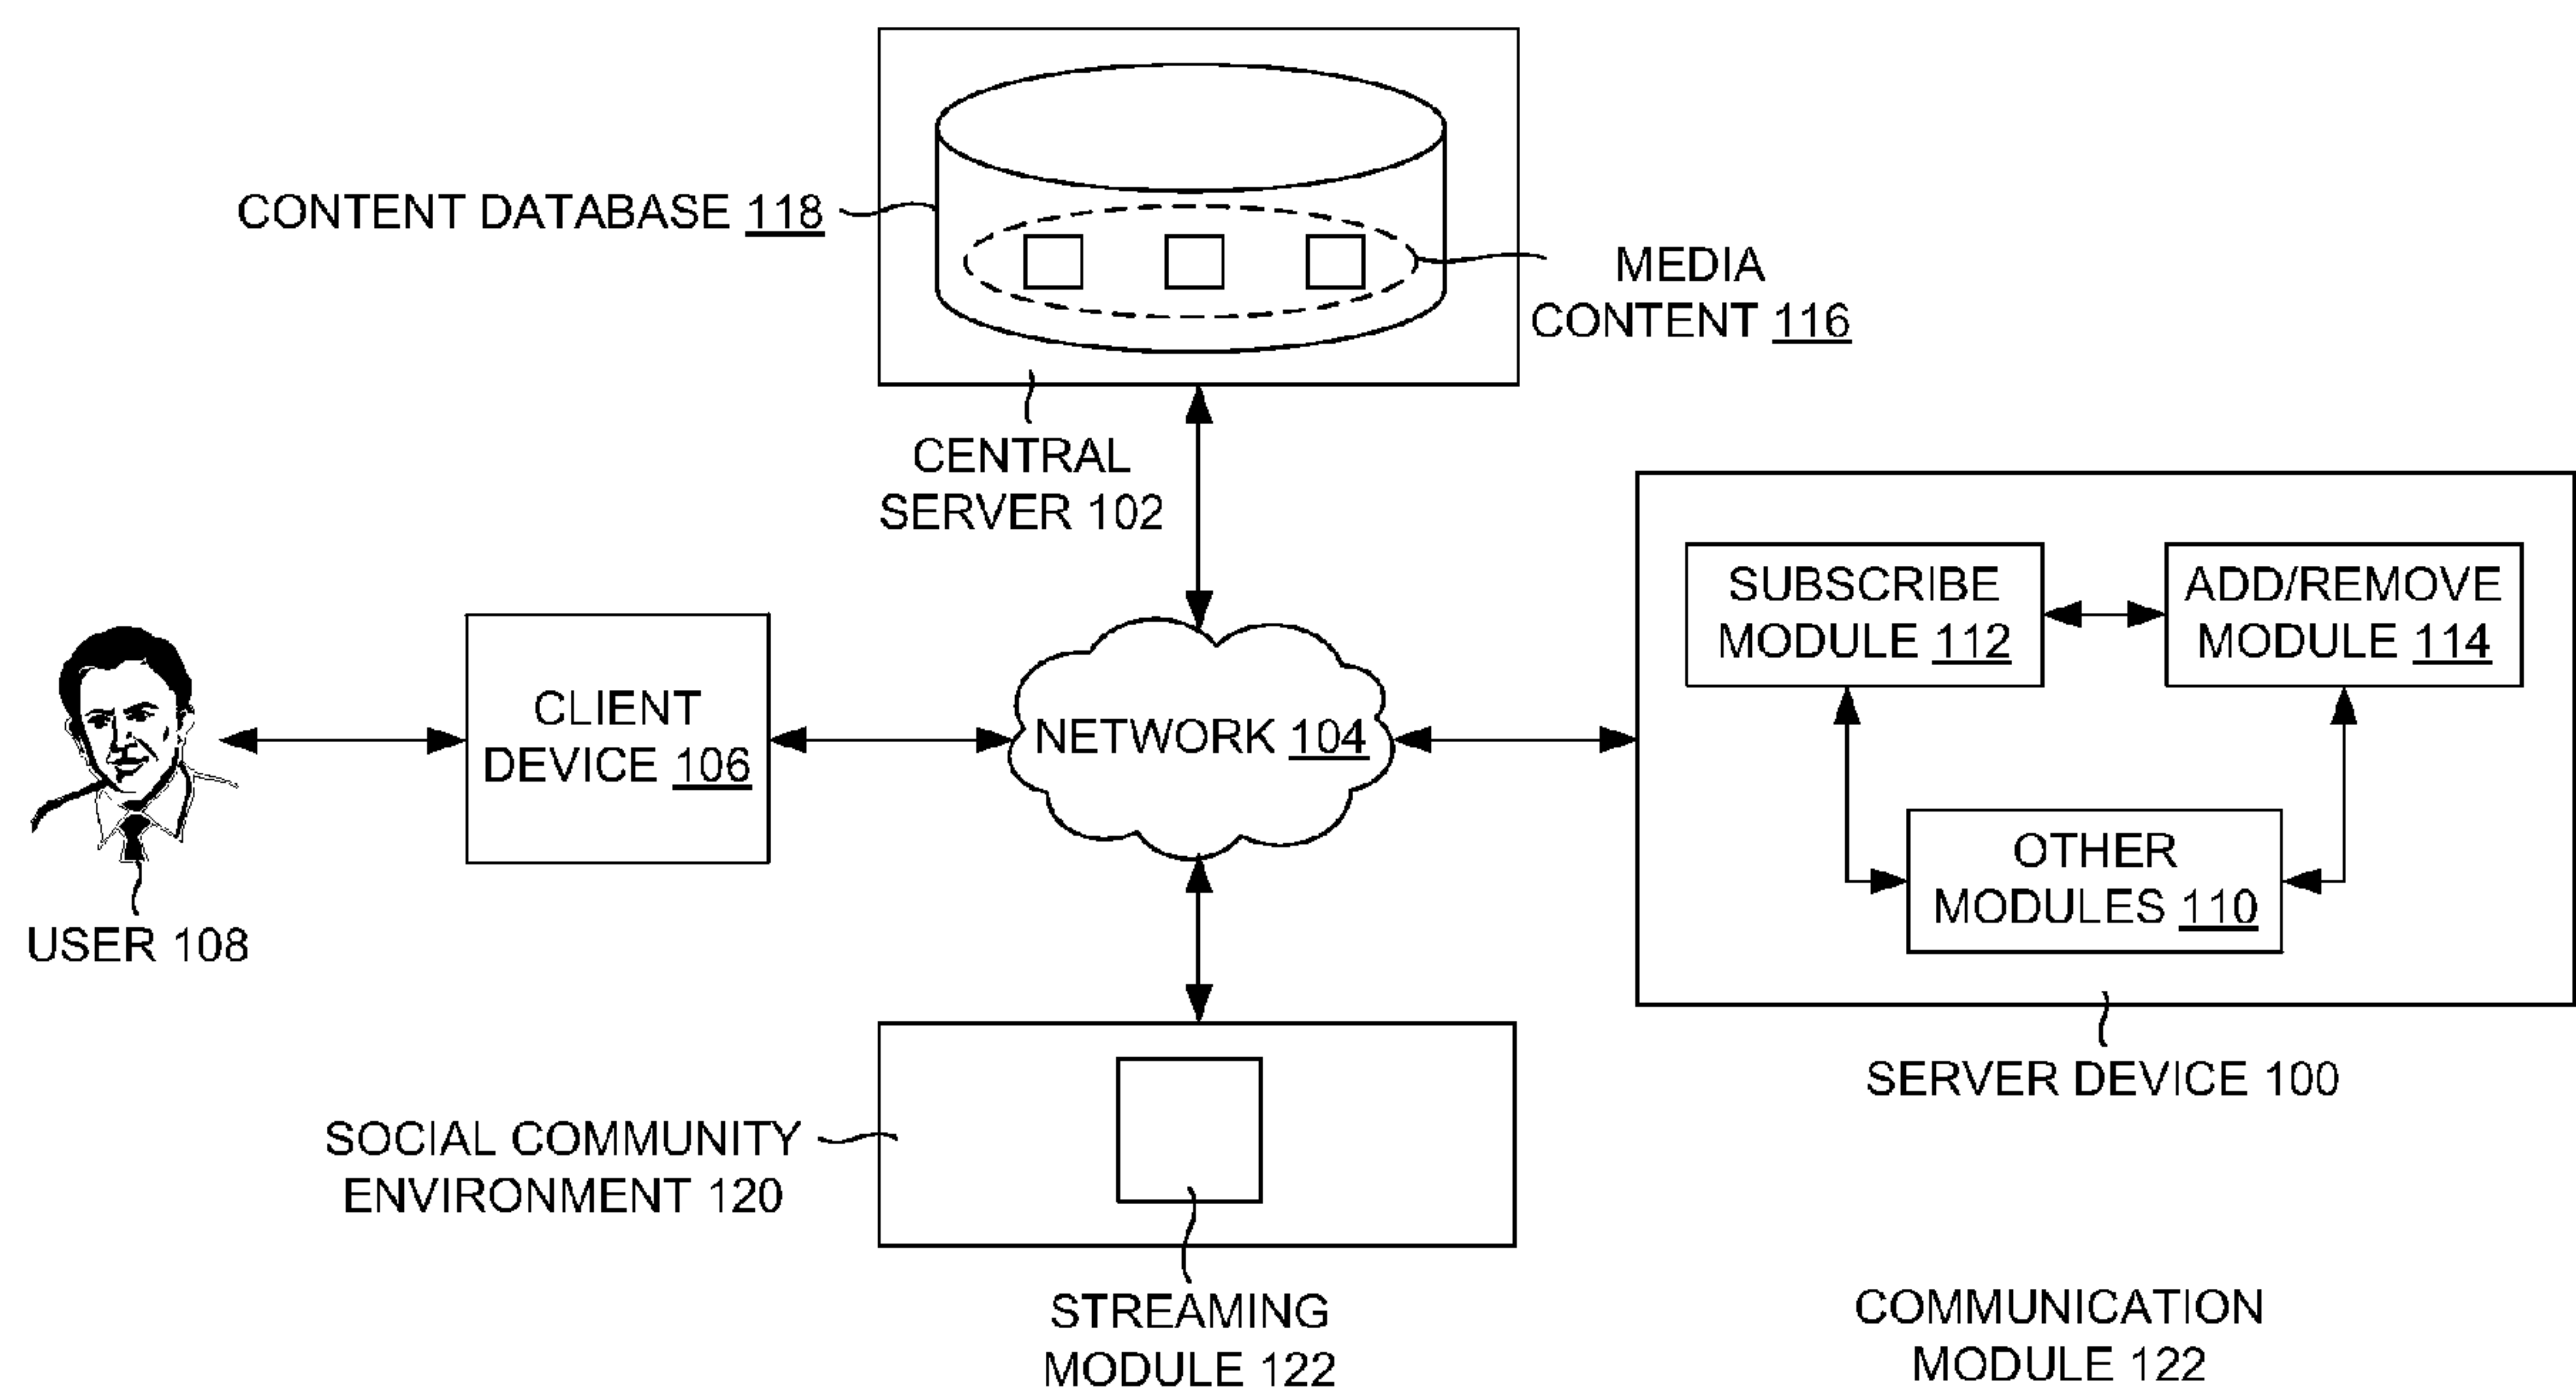 CONTENT DATABASE 118
MEDIA
CONTENT 116
CENTRAL
SERVER 102
SUBSCRIBE
MODULE 112
ADD/REMOVE
MODULE 114
CLIENT
DEVICE 106
NETWORK 104
OTHER
MODULES 110
USER 108
SERVER DEVICE 100
SOCIAL COMMUNITY
ENVIRONMENT 120
STREAMING
MODULE 122
COMMUNICATION
MODULE 122